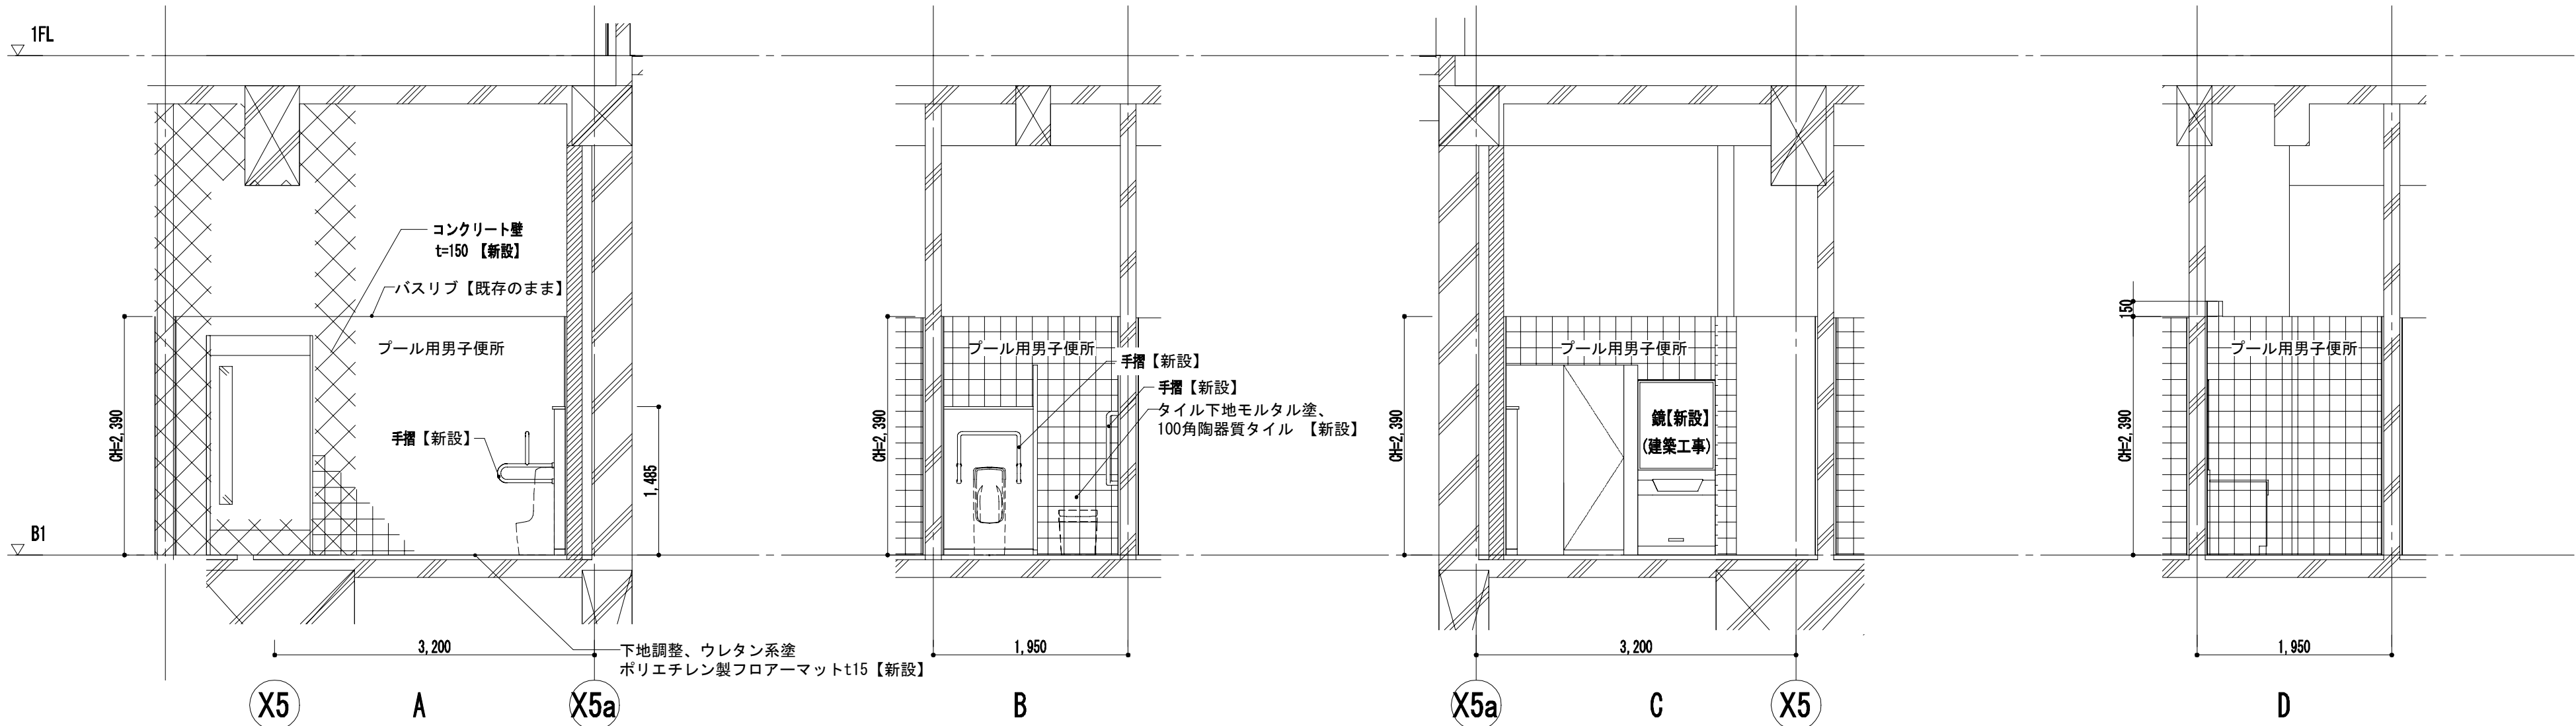 1FL
コンクリート壁
t=150 【新設】
バスリブ【既存のまま】
プール用男子便所
手摺【新設】
CH=2,390
1,485
B1
3,200
下地調整、ウレタン系塗
ポリエチレン製フロアーマットt15【新設】
X5
A
X5a
プール用男子便所
手摺【新設】
手摺【新設】
タイル下地モルタル塗、
100角陶器質タイル 【新設】
CH=2,390
1,950
B
プール用男子便所
鏡【新設】
(建築工事)
CH=2,390
3,200
X5a
C
X5
150
プール用男子便所
CH=2,390
1,950
D